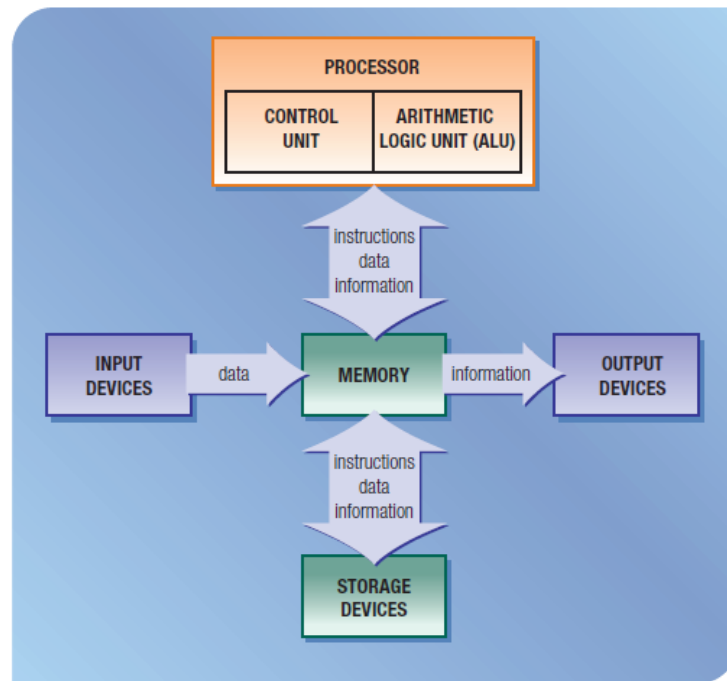 PROCESSOR
CONTROL
UNIT
ARITHMETIC
LOGIC UNIT (ALU)
instructions
data
information
INPUT
DEVICES
data
MEMORY
information
OUTPUT
DEVICES
instructions
data
information
STORAGE
DEVICES